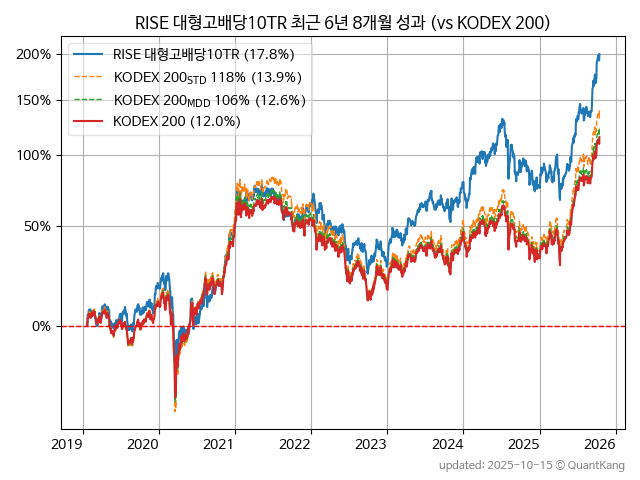 RISE 대형고배당10TR 최근 6년 8개월 성과 (vs KODEX 200)
RISE 대형고배당10TR (17.8%)
KODEX 200STD 118% (13.9%)
KODEX 200MDD 106% (12.6%)
KODEX 200 (12.0%)
200%
150%
100%
50%
0%
2019 2020 2021 2022 2023 2024 2025 2026
updated: 2025-10-15 © QuantKang